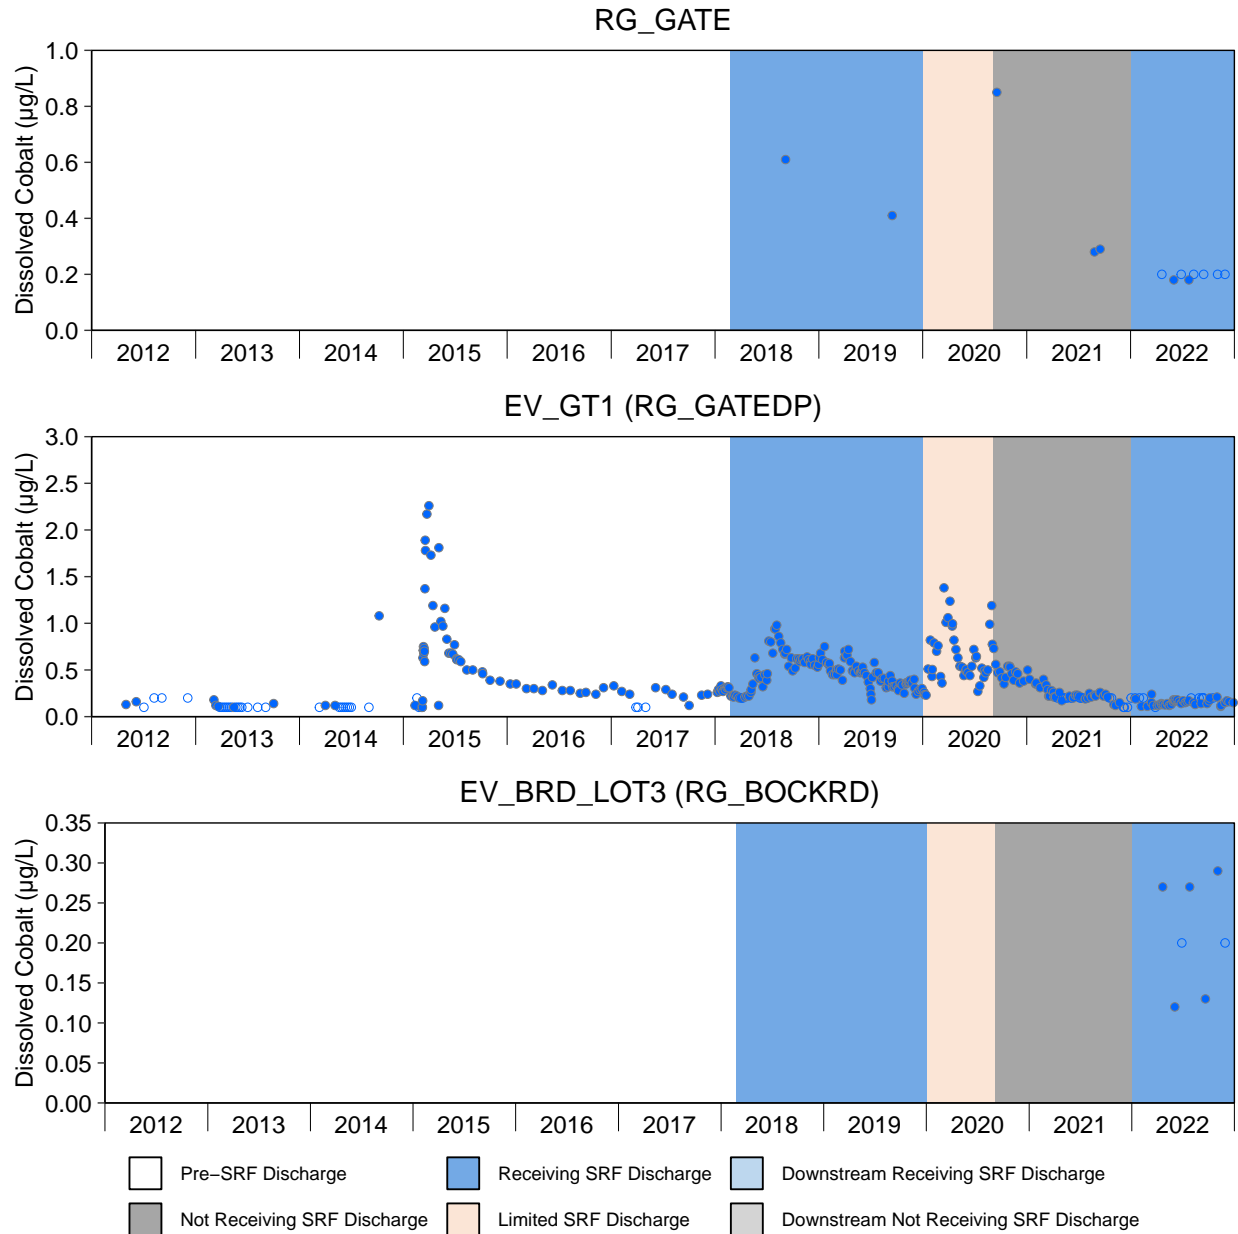 RG_GATE
Dissolved Cobalt (µg/L)
1.0
0.8
0.6
0.4
0.2
0.0
2012 2013 2014 2015 2016 2017 2018 2019 2020 2021 2022
EV_GT1 (RG_GATEDP)
Dissolved Cobalt (µg/L)
3.0
2.5
2.0
1.5
1.0
0.5
0.0
2012 2013 2014 2015 2016 2017 2018 2019 2020 2021 2022
EV_BRD_LOT3 (RG_BOCKRD)
Dissolved Cobalt (µg/L)
0.35
0.30
0.25
0.20
0.15
0.10
0.05
0.00
2012 2013 2014 2015 2016 2017 2018 2019 2020 2021 2022
Pre−SRF Discharge Receiving SRF Discharge Downstream Receiving SRF Discharge
Not Receiving SRF Discharge Limited SRF Discharge Downstream Not Receiving SRF Discharge